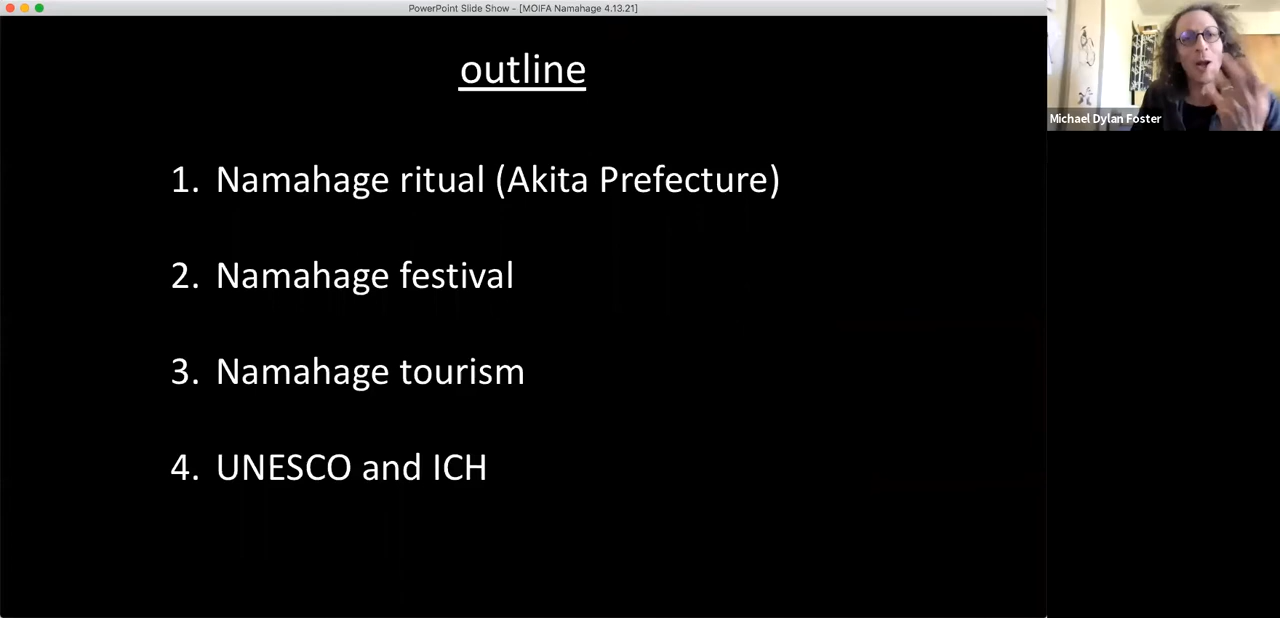 PowerPoint Slide Show - [MOIFA Namahage 4.13.21]
outline
Michael Dylan Foster
1. Namahage ritual (Akita Prefecture)
2. Namahage festival
3. Namahage tourism
4. UNESCO and ICH